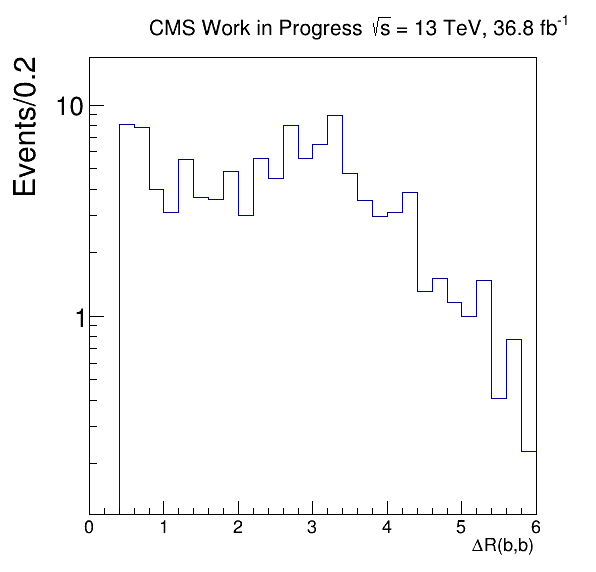 CMS Work in Progress √s = 13 TeV, 36.8 fb⁻¹
Events/0.2
10
1
0 1 2 3 4 5 6
ΔR(b,b)